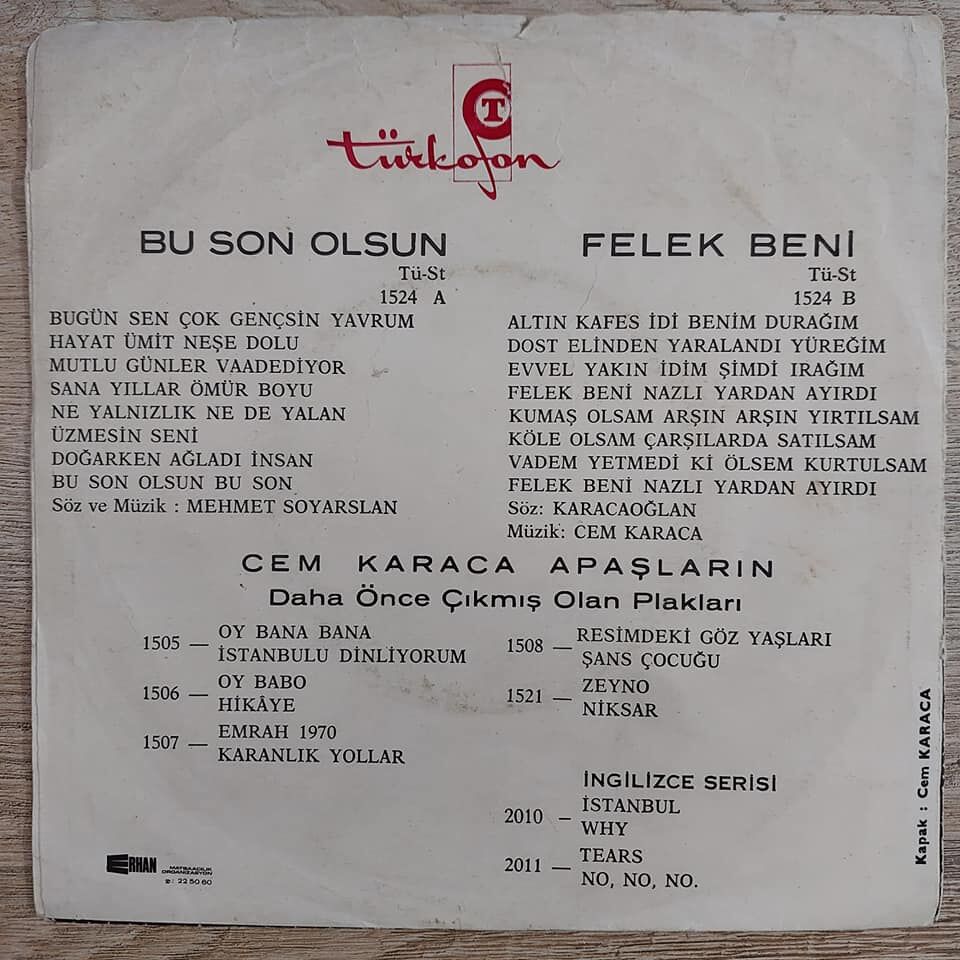 T
türkofon
BU SON OLSUN
Tü-St
1524 A
BUGÜN SEN ÇOK GENÇSİN YAVRUM
HAYAT ÜMİT NEŞE DOLU
MUTLU GÜNLER VAADEDİYOR
SANA YILLAR ÖMÜR BOYU
NE YALNIZLIK NE DE YALAN
ÜZMESİN SENİ
DOĞARKEN AĞLADI İNSAN
BU SON OLSUN BU SON
Söz ve Müzik : MEHMET SOYARSLAN
FELEK BENİ
Tü-St
1524 B
ALTIN KAFES İDİ BENİM DURAĞIM
DOST ELİNDEN YARALANDI YÜREĞİM
EVVEL YAKIN İDİM ŞİMDİ IRAĞIM
FELEK BENİ NAZLI YARDAN AYIRDI
KUMAŞ OLSAM ARŞIN ARŞIN YIRTILSAM
KÖLE OLSAM ÇARŞILARDA SATILSAM
VADEM YETMEDİ Kİ ÖLSEM KURTULSAM
FELEK BENİ NAZLI YARDAN AYIRDI
Söz: KARACAOĞLAN
Müzik: CEM KARACA
CEM KARACA APAŞLARIN
Daha Önce Çıkmış Olan Plakları
1505 — OY BANA BANA
İSTANBULU DİNLİYORUM
1506 — OY BABO
HİKÂYE
1507 — EMRAH 1970
KARANLIK YOLLAR
1508 — RESİMDEKİ GÖZ YAŞLARI
ŞANS ÇOCUĞU
1521 — ZEYNO
NİKSAR
İNGİLİZCE SERİSİ
2010 — İSTANBUL
WHY
2011 — TEARS
NO, NO, NO.
Kapak : Cem KARACA
ERHAN MATBAACILIK
ORGANİZASYON
22 50 60